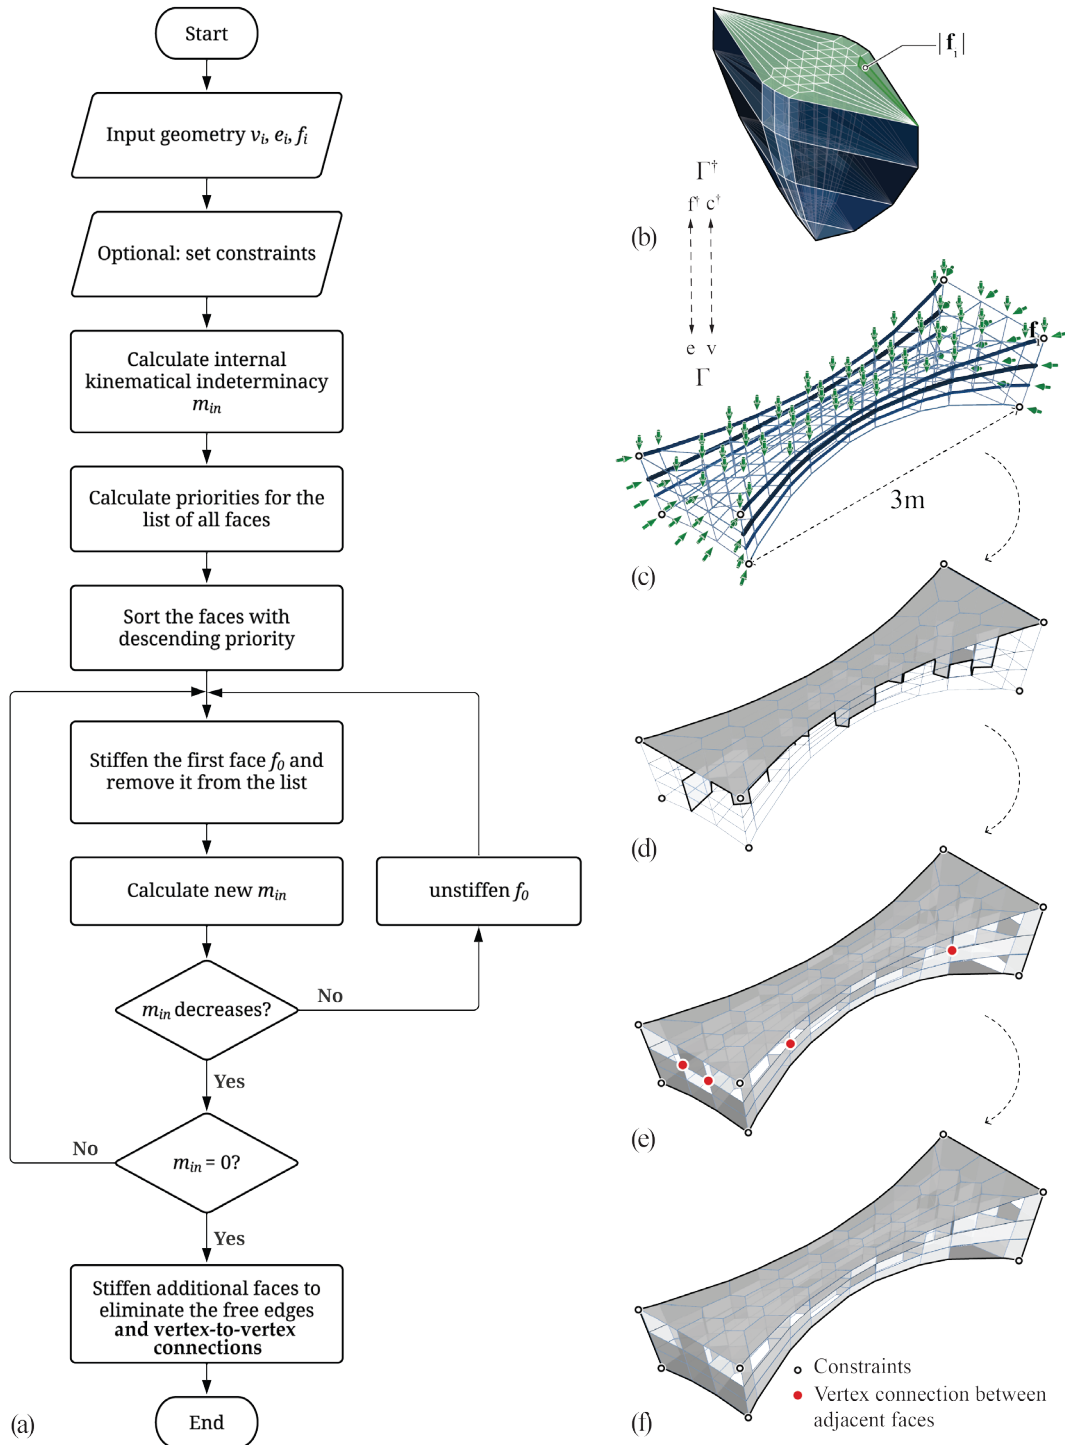 Start
Input geometry vᵢ, eᵢ, fᵢ
Optional: set constraints
Calculate internal
kinematical indeterminacy
mᵢₙ
Calculate priorities for the
list of all faces
Sort the faces with
descending priority
Stiffen the first face f₀ and
remove it from the list
Calculate new mᵢₙ
unstiffen f₀
mᵢₙ decreases?
No
Yes
mᵢₙ = 0?
No
Yes
Stiffen additional faces to
eliminate the free edges
and vertex-to-vertex
connections
End
(a)
|f₁|
Γ†
f† c†
(b)
e v
Γ
f₁
3m
(c)
(d)
(e)
Constraints
Vertex connection between
adjacent faces
(f)